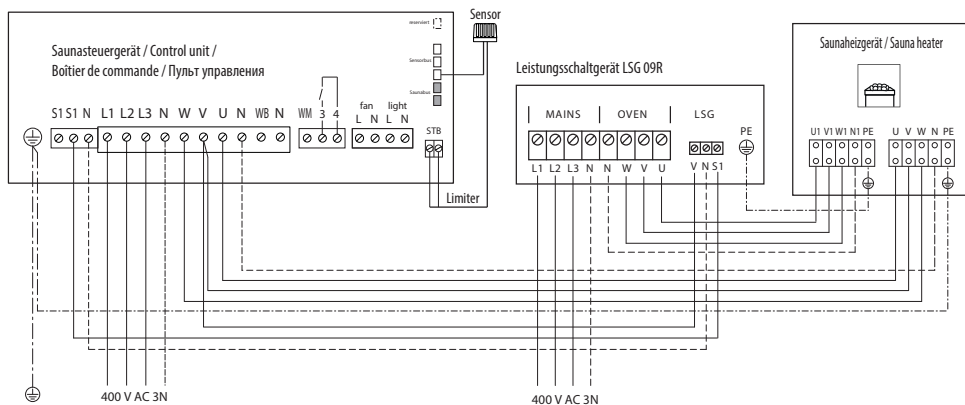 reserviert
Sensor
Saunasteuergerät / Control unit /
Boîtier de commande / Пульт управления
Sensorbus
Saunabus
S1 S1 N L1 L2 L3 N W V U N WB N WM 3 4
fan light
L N L N
STB
Limiter
400 V AC 3N
Leistungsschaltgerät LSG 09R
MAINS OVEN LSG
PE
L1 L2 L3 N N W V U
V N S1
400 V AC 3N
Saunaheizgerät / Sauna heater
U1 V1 W1 N1 PE U V W N PE